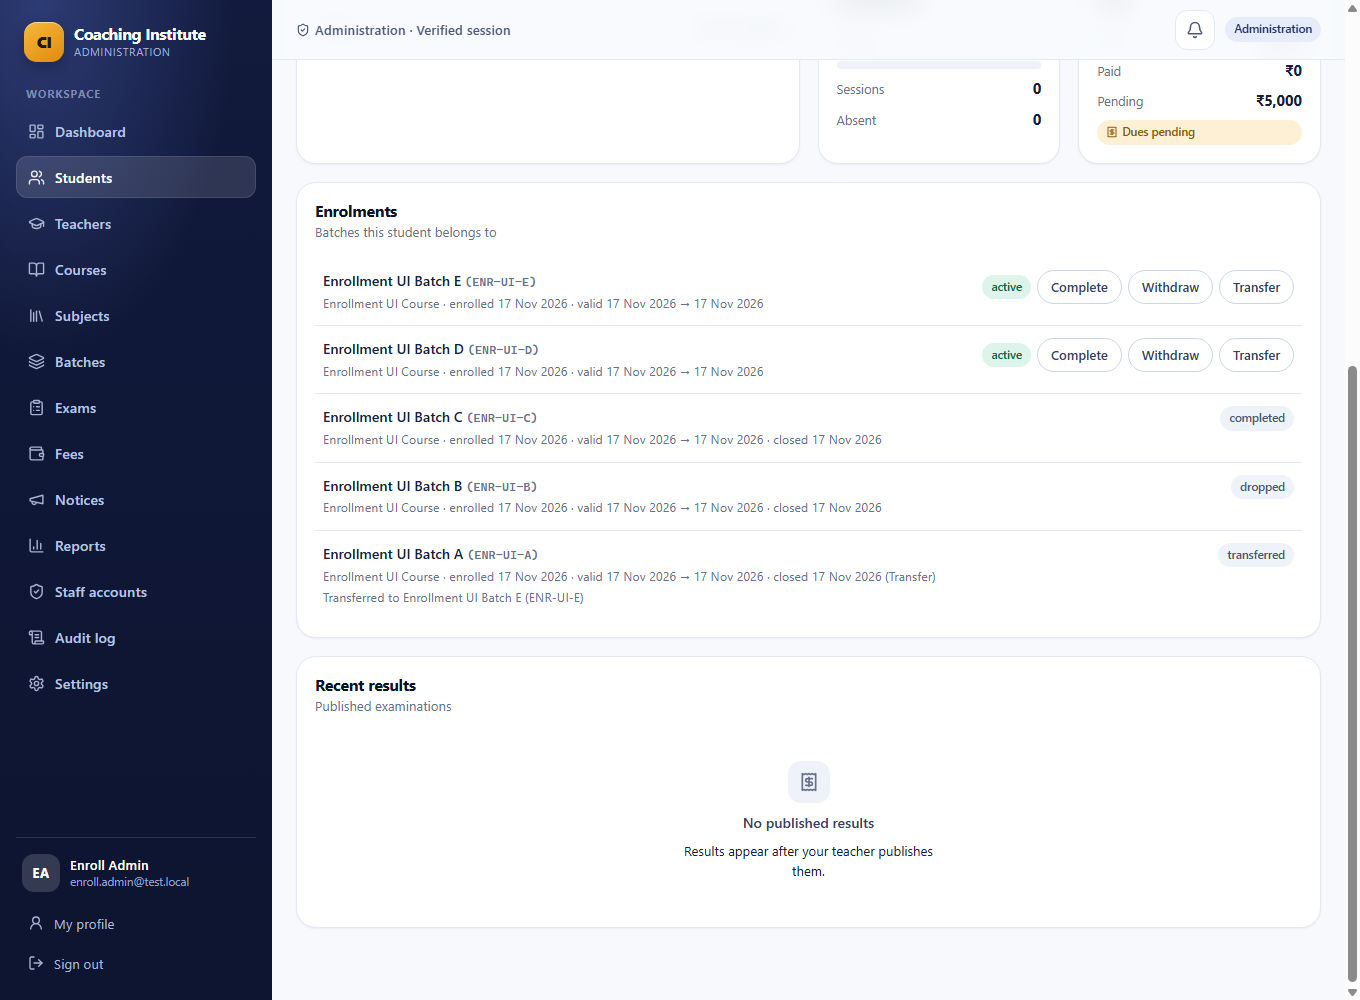 CI
Coaching Institute
ADMINISTRATION
WORKSPACE
Dashboard
Students
Teachers
Courses
Subjects
Batches
Exams
Fees
Notices
Reports
Staff accounts
Audit log
Settings
EA
Enroll Admin
enroll.admin@test.local
My profile
Sign out
Administration · Verified session
Administration
Sessions 0
Absent 0
Paid ₹0
Pending ₹5,000
Dues pending
Enrolments
Batches this student belongs to
Enrollment UI Batch E (ENR-UI-E)
Enrollment UI Course · enrolled 17 Nov 2026 · valid 17 Nov 2026 → 17 Nov 2026
active Complete Withdraw Transfer
Enrollment UI Batch D (ENR-UI-D)
Enrollment UI Course · enrolled 17 Nov 2026 · valid 17 Nov 2026 → 17 Nov 2026
active Complete Withdraw Transfer
Enrollment UI Batch C (ENR-UI-C)
Enrollment UI Course · enrolled 17 Nov 2026 · valid 17 Nov 2026 → 17 Nov 2026 · closed 17 Nov 2026
completed
Enrollment UI Batch B (ENR-UI-B)
Enrollment UI Course · enrolled 17 Nov 2026 · valid 17 Nov 2026 → 17 Nov 2026 · closed 17 Nov 2026
dropped
Enrollment UI Batch A (ENR-UI-A)
Enrollment UI Course · enrolled 17 Nov 2026 · valid 17 Nov 2026 → 17 Nov 2026 · closed 17 Nov 2026 (Transfer)
Transferred to Enrollment UI Batch E (ENR-UI-E)
transferred
Recent results
Published examinations
No published results
Results appear after your teacher publishes
them.